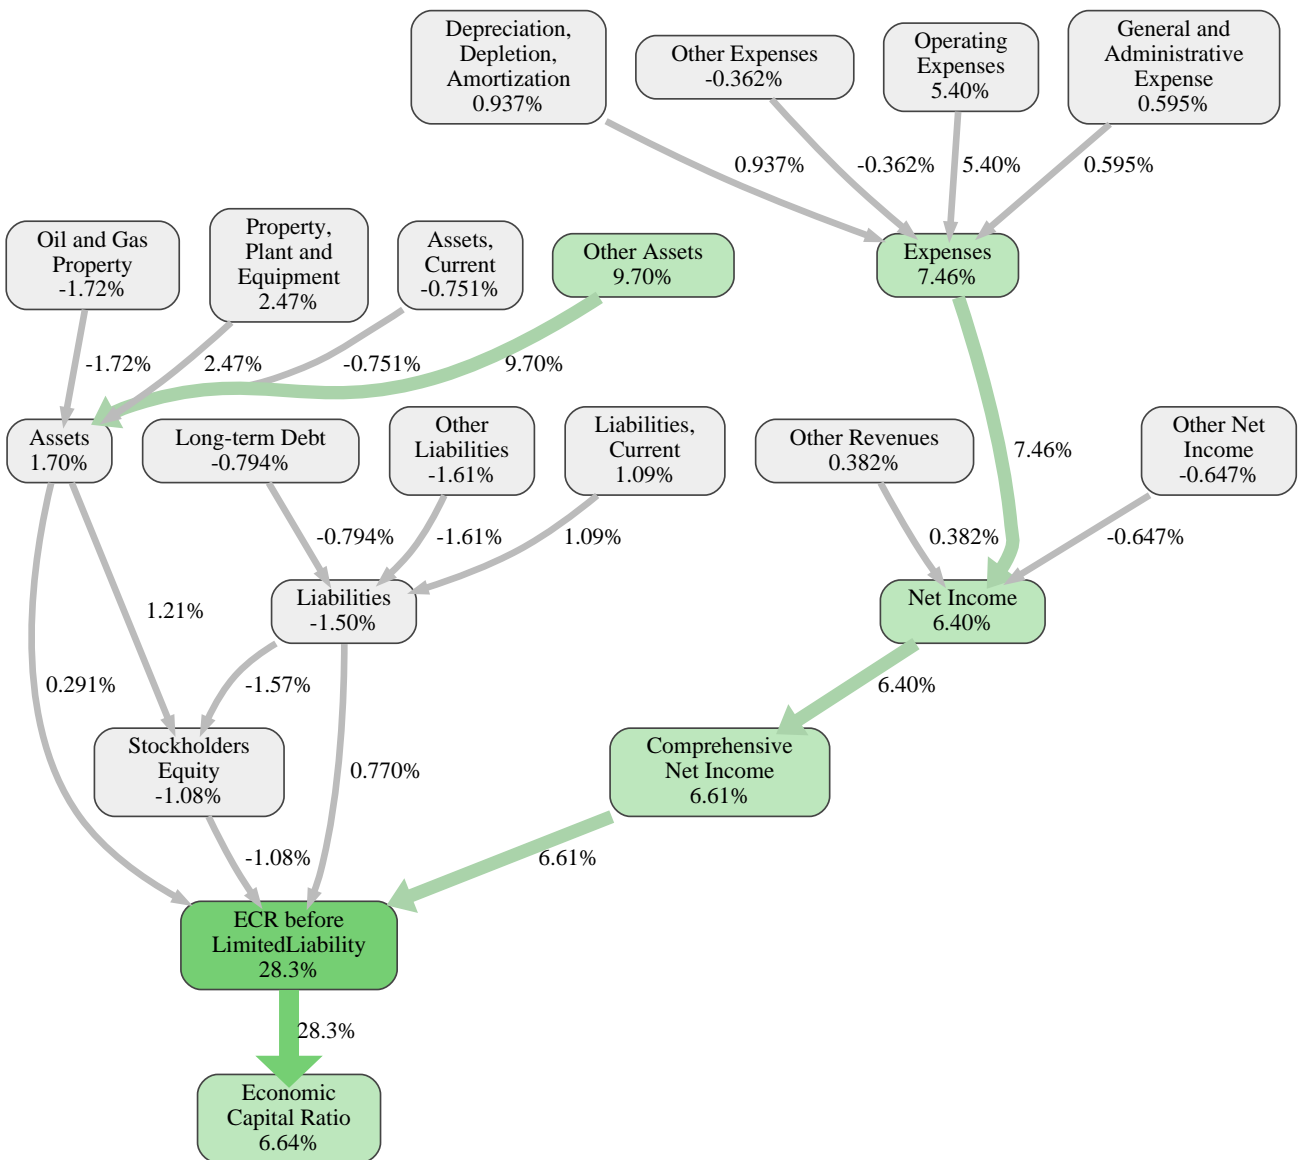 Depreciation,
Depletion,
Amortization
0.937%
Other Expenses
-0.362%
Operating
Expenses
5.40%
General and
Administrative
Expense
0.595%
0.937%
-0.362%
5.40%
0.595%
Oil and Gas
Property
-1.72%
Property,
Plant and
Equipment
2.47%
Assets,
Current
-0.751%
Other Assets
9.70%
Expenses
7.46%
-1.72%
2.47%
-0.751%
9.70%
7.46%
Assets
1.70%
Long-term Debt
-0.794%
Other
Liabilities
-1.61%
Liabilities,
Current
1.09%
Other Revenues
0.382%
Other Net
Income
-0.647%
-0.794%
-1.61%
1.09%
0.382%
-0.647%
1.21%
Liabilities
-1.50%
Net Income
6.40%
0.291%
-1.57%
6.40%
Stockholders
Equity
-1.08%
0.770%
Comprehensive
Net Income
6.61%
-1.08%
6.61%
ECR before
LimitedLiability
28.3%
28.3%
Economic
Capital Ratio
6.64%